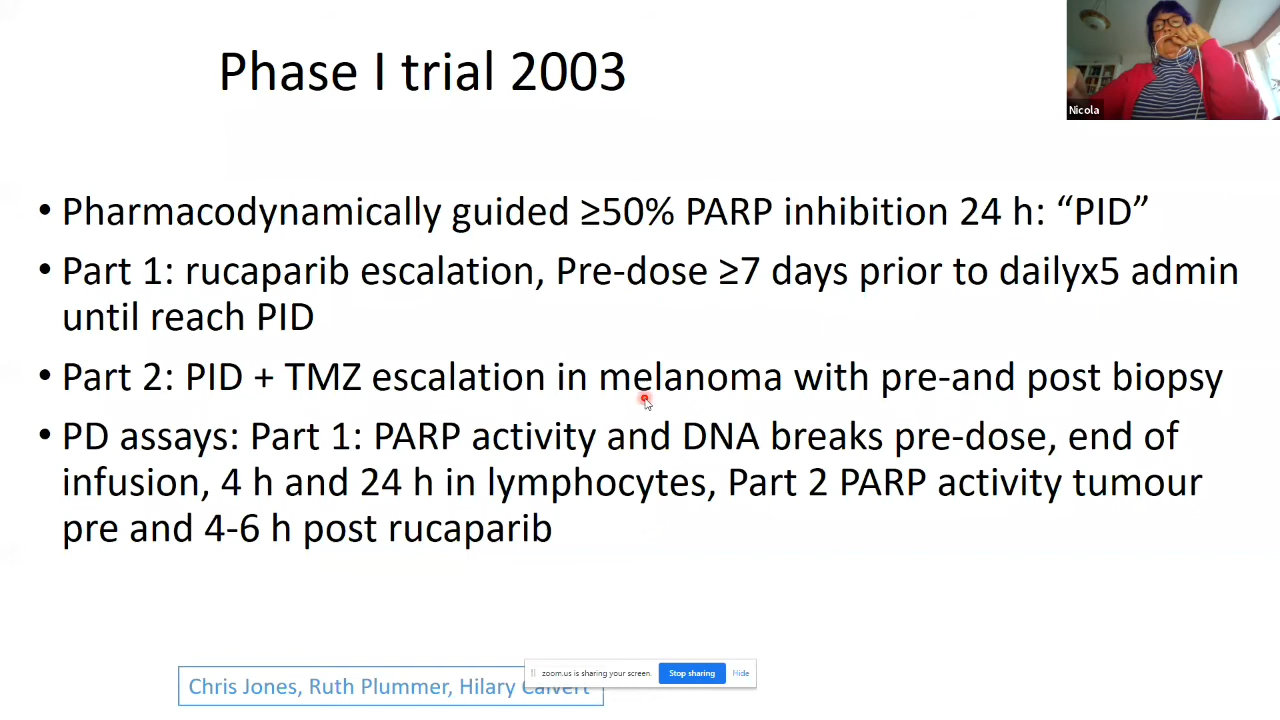 Phase I trial 2003
Nicola
• Pharmacodynamically guided ≥50% PARP inhibition 24 h: “PID”
• Part 1: rucaparib escalation, Pre-dose ≥7 days prior to dailyx5 admin
until reach PID
• Part 2: PID + TMZ escalation in melanoma with pre-and post biopsy
• PD assays: Part 1: PARP activity and DNA breaks pre-dose, end of
infusion, 4 h and 24 h in lymphocytes, Part 2 PARP activity tumour
pre and 4-6 h post rucaparib
zoom.us is sharing your screen. Stop sharing Hide
Chris Jones, Ruth Plummer, Hilary Calvert